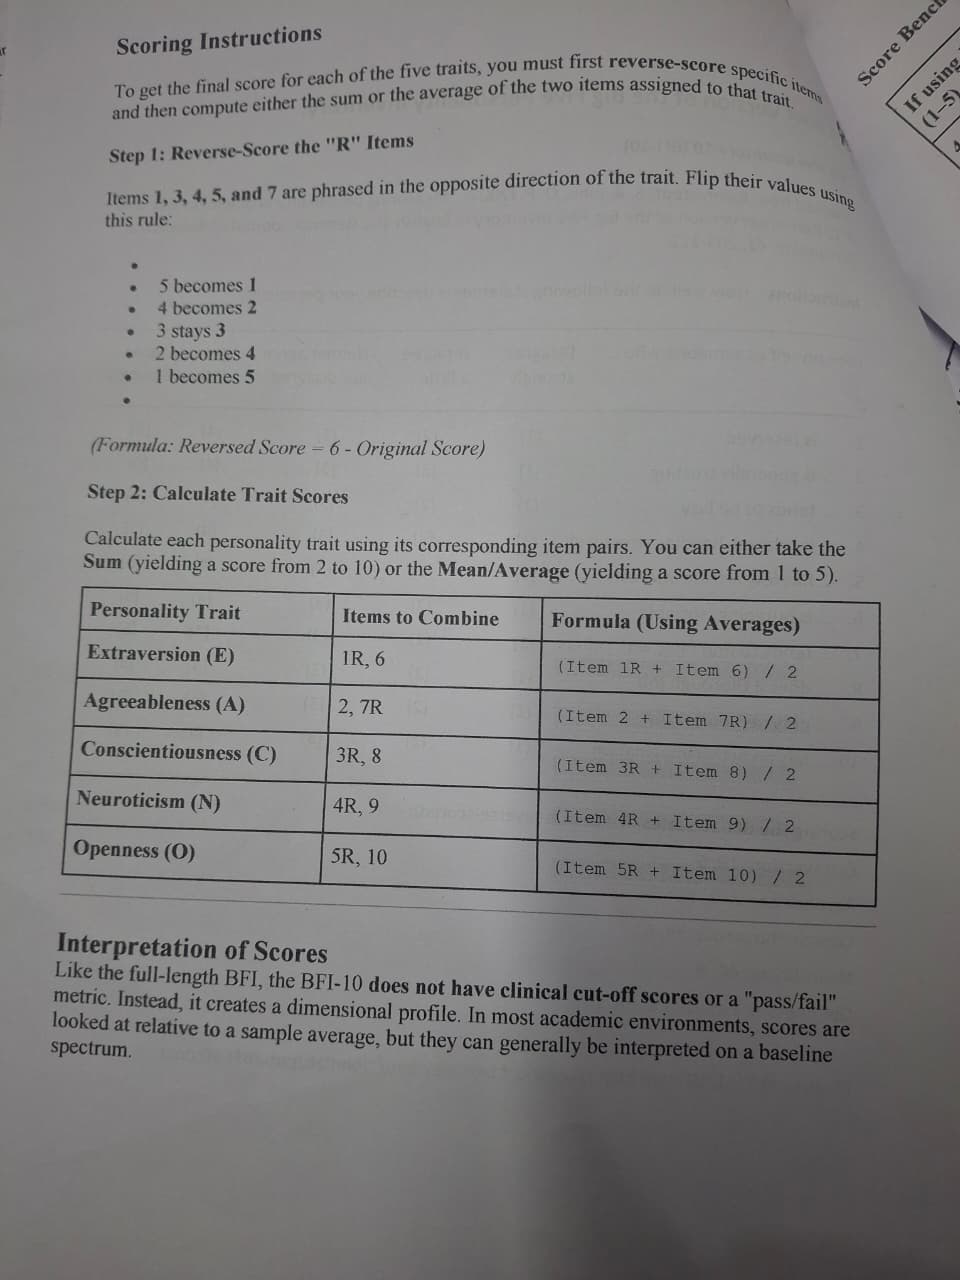 Scoring Instructions
To get the final score for each of the five traits, you must first reverse-score specific items
and then compute either the sum or the average of the two items assigned to that trait.
Step 1: Reverse-Score the "R" Items
Items 1, 3, 4, 5, and 7 are phrased in the opposite direction of the trait. Flip their values using
this rule:
•
• 5 becomes 1
• 4 becomes 2
• 3 stays 3
• 2 becomes 4
• 1 becomes 5
•
(Formula: Reversed Score = 6 - Original Score)
Step 2: Calculate Trait Scores
Calculate each personality trait using its corresponding item pairs. You can either take the
Sum (yielding a score from 2 to 10) or the Mean/Average (yielding a score from 1 to 5).
Personality Trait Items to Combine Formula (Using Averages)
Extraversion (E) 1R, 6 (Item 1R + Item 6) / 2
Agreeableness (A) 2, 7R (Item 2 + Item 7R) / 2
Conscientiousness (C) 3R, 8 (Item 3R + Item 8) / 2
Neuroticism (N) 4R, 9 (Item 4R + Item 9) / 2
Openness (O) 5R, 10 (Item 5R + Item 10) / 2
Interpretation of Scores
Like the full-length BFI, the BFI-10 does not have clinical cut-off scores or a "pass/fail"
metric. Instead, it creates a dimensional profile. In most academic environments, scores are
looked at relative to a sample average, but they can generally be interpreted on a baseline
spectrum.
Score
If using
(1–5)